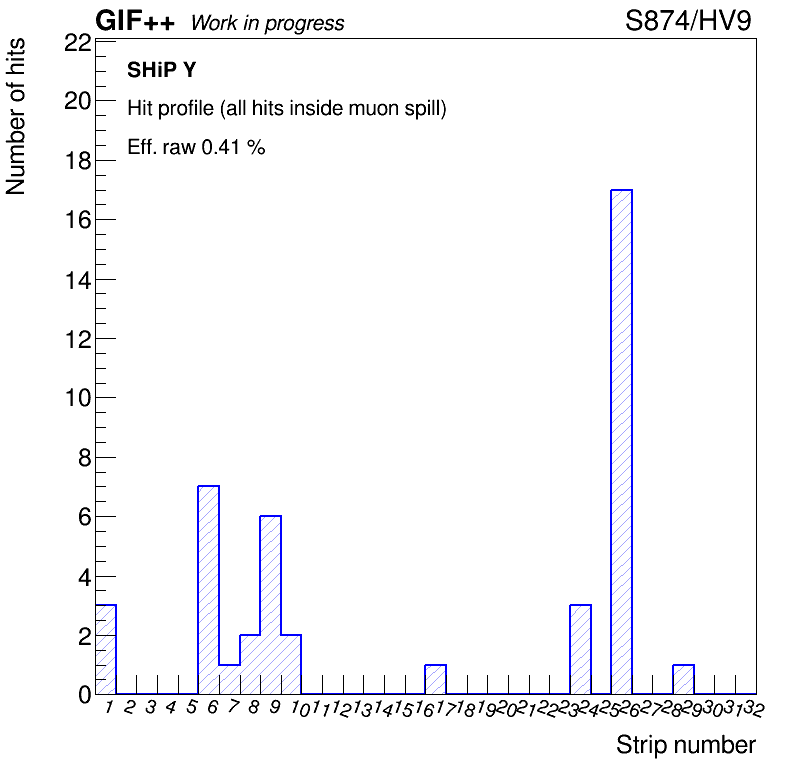 GIF++ Work in progress S874/HV9
Number of hits
SHiP Y
Hit profile (all hits inside muon spill)
Eff. raw 0.41 %
22
20
18
16
14
12
10
8
6
4
2
0
1 2 3 4 5 6 7 8 9 10 11 12 13 14 15 16 17 18 19 20 21 22 23 24 25 26 27 28 29 30 31 32
Strip number